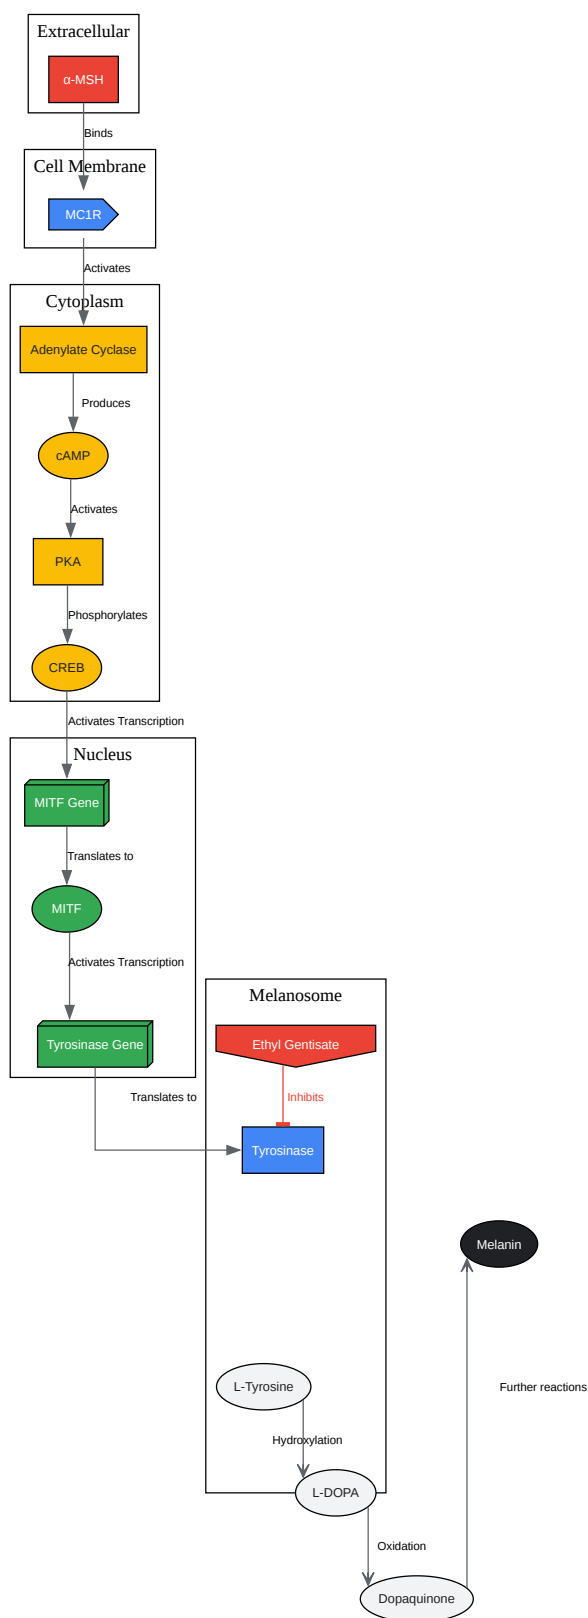 Extracellular
α-MSH
Binds
Cell Membrane
MC1R
Activates
Cytoplasm
Adenylate Cyclase
Produces
cAMP
Activates
PKA
Phosphorylates
CREB
Activates Transcription
Nucleus
MITF Gene
Translates to
MITF
Activates Transcription
Tyrosinase Gene
Translates to
Melanosome
Ethyl Gentisate
Inhibits
Tyrosinase
Melanin
Further reactions
L-Tyrosine
Hydroxylation
L-DOPA
Oxidation
Dopaquinone